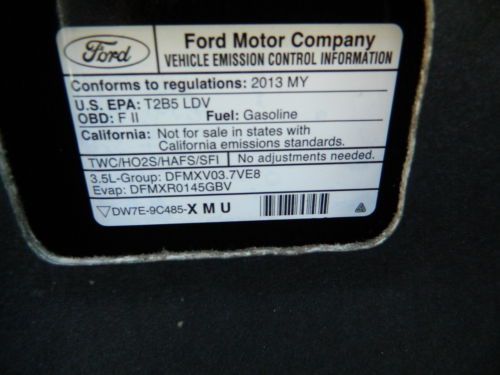 Ford
Ford Motor Company
VEHICLE EMISSION CONTROL INFORMATION
Conforms to regulations: 2013 MY
U.S. EPA: T2B5 LDV
OBD: F II Fuel: Gasoline
California: Not for sale in states with
California emissions standards.
TWC/HO2S/HAFS/SFI No adjustments needed.
3.5L-Group: DFMXV03.7VE8
Evap: DFMXR0145GBV
▽DW7E-9C485-X M U